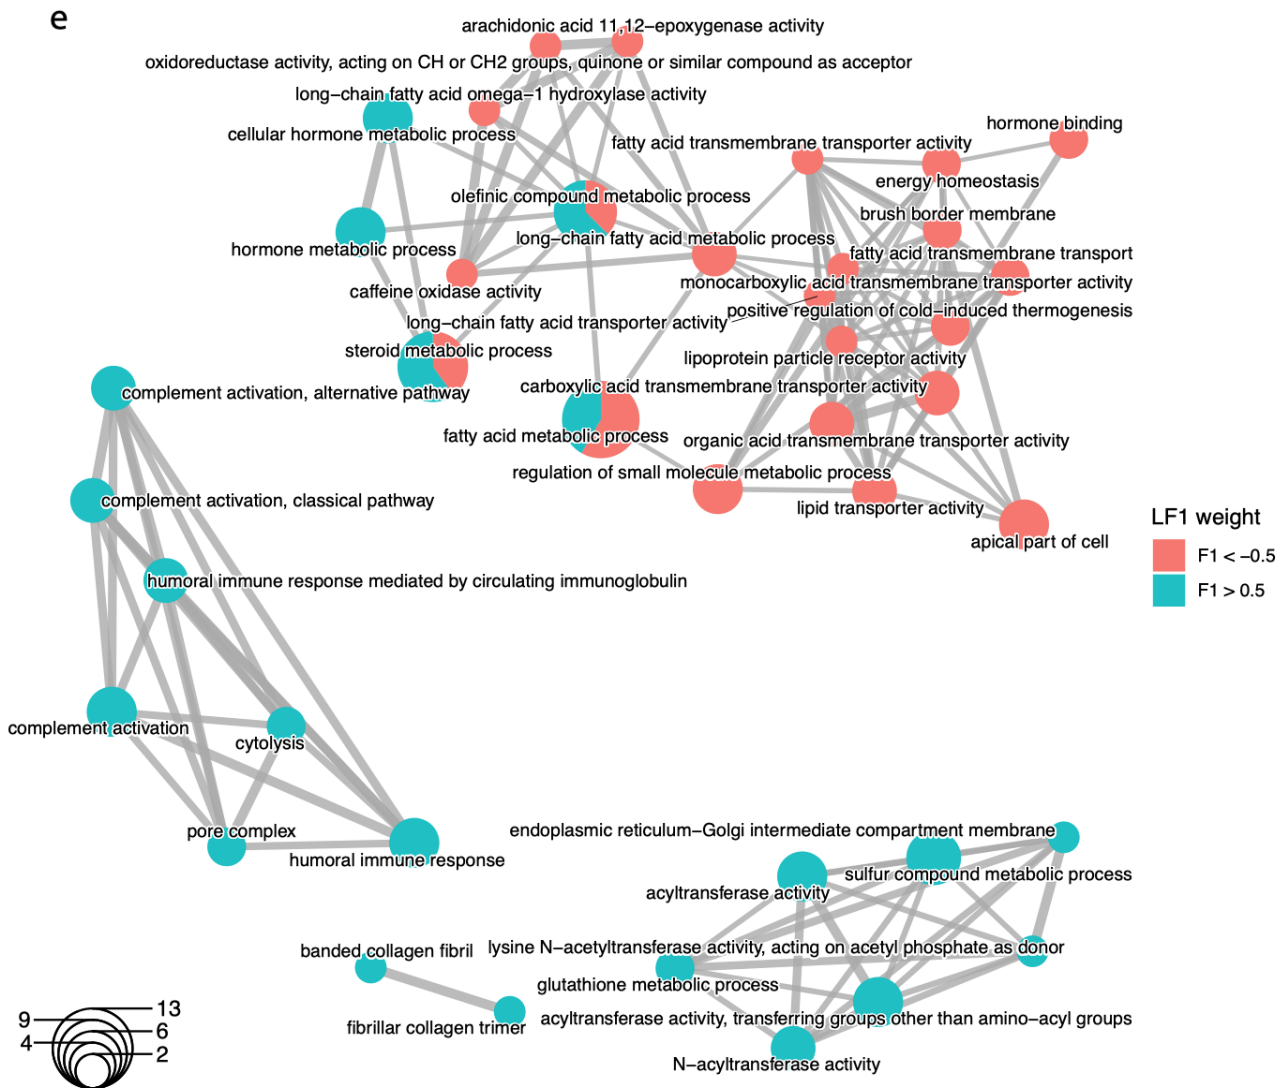 e
arachidonic acid 11,12−epoxygenase activity
oxidoreductase activity, acting on CH or CH2 groups, quinone or similar compound as acceptor
long−chain fatty acid omega−1 hydroxylase activity
cellular hormone metabolic process
hormone binding
fatty acid transmembrane transporter activity
energy homeostasis
olefinic compound metabolic process
brush border membrane
long−chain fatty acid metabolic process
hormone metabolic process
fatty acid transmembrane transport
monocarboxylic acid transmembrane transporter activity
caffeine oxidase activity
positive regulation of cold−induced thermogenesis
long−chain fatty acid transporter activity
steroid metabolic process
lipoprotein particle receptor activity
carboxylic acid transmembrane transporter activity
complement activation, alternative pathway
fatty acid metabolic process
organic acid transmembrane transporter activity
regulation of small molecule metabolic process
complement activation, classical pathway
lipid transporter activity
apical part of cell
LF1 weight
F1 < −0.5
F1 > 0.5
humoral immune response mediated by circulating immunoglobulin
complement activation
cytolysis
pore complex
humoral immune response
endoplasmic reticulum−Golgi intermediate compartment membrane
sulfur compound metabolic process
acyltransferase activity
banded collagen fibril
lysine N−acetyltransferase activity, acting on acetyl phosphate as donor
glutathione metabolic process
fibrillar collagen trimer
acyltransferase activity, transferring groups other than amino−acyl groups
N−acyltransferase activity
13
9
6
4
2